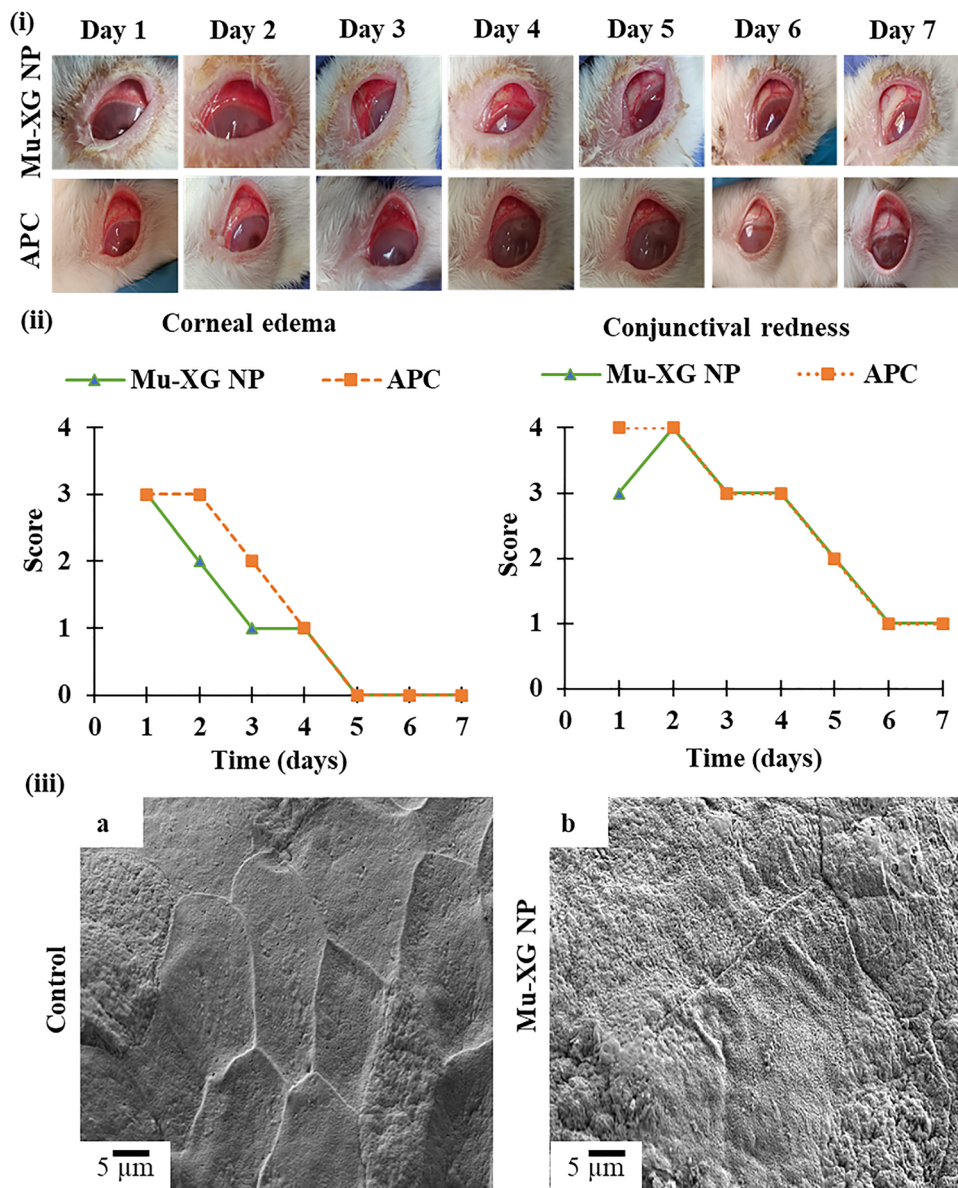 (i)
Day 1 Day 2 Day 3 Day 4 Day 5 Day 6 Day 7
Mu-XG NP
APC
(ii)
Corneal edema
Mu-XG NP APC
4
3
2
1
0
Score
0 1 2 3 4 5 6 7
Time (days)
Conjunctival redness
Mu-XG NP APC
4
3
2
1
0
Score
0 1 2 3 4 5 6 7
Time (days)
(iii)
Control
a
5 µm
Mu-XG NP
b
5 µm